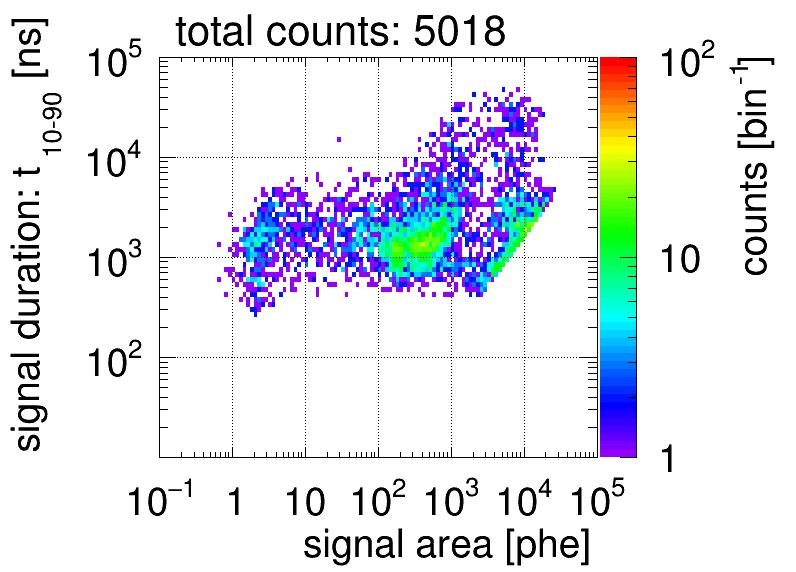 total counts: 5018
signal duration: t 10-90 [ns]
10^5
10^4
10^3
10^2
10^−1 1 10 10^2 10^3 10^4 10^5
signal area [phe]
10^2
10
1
counts [bin^-1]